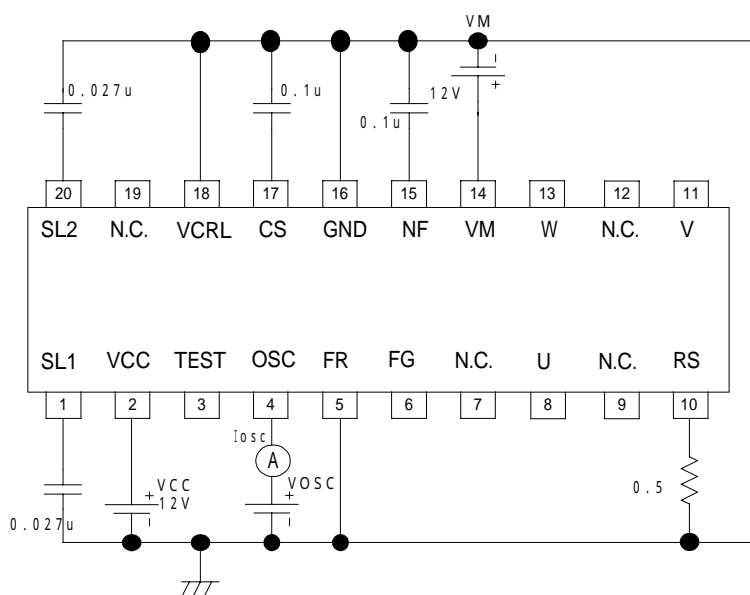 VM
0.027u
0.1u
0.1u
12V
-
+
20 19 18 17 16 15 14 13 12 11
SL2 N.C. VCRL CS GND NF VM W N.C. V
SL1 VCC TEST OSC FR FG N.C. U N.C. RS
1 2 3 4 5 6 7 8 9 10
Iosc
A
+ VCC
12V
-
+ VOSC
-
0.5
0.027u